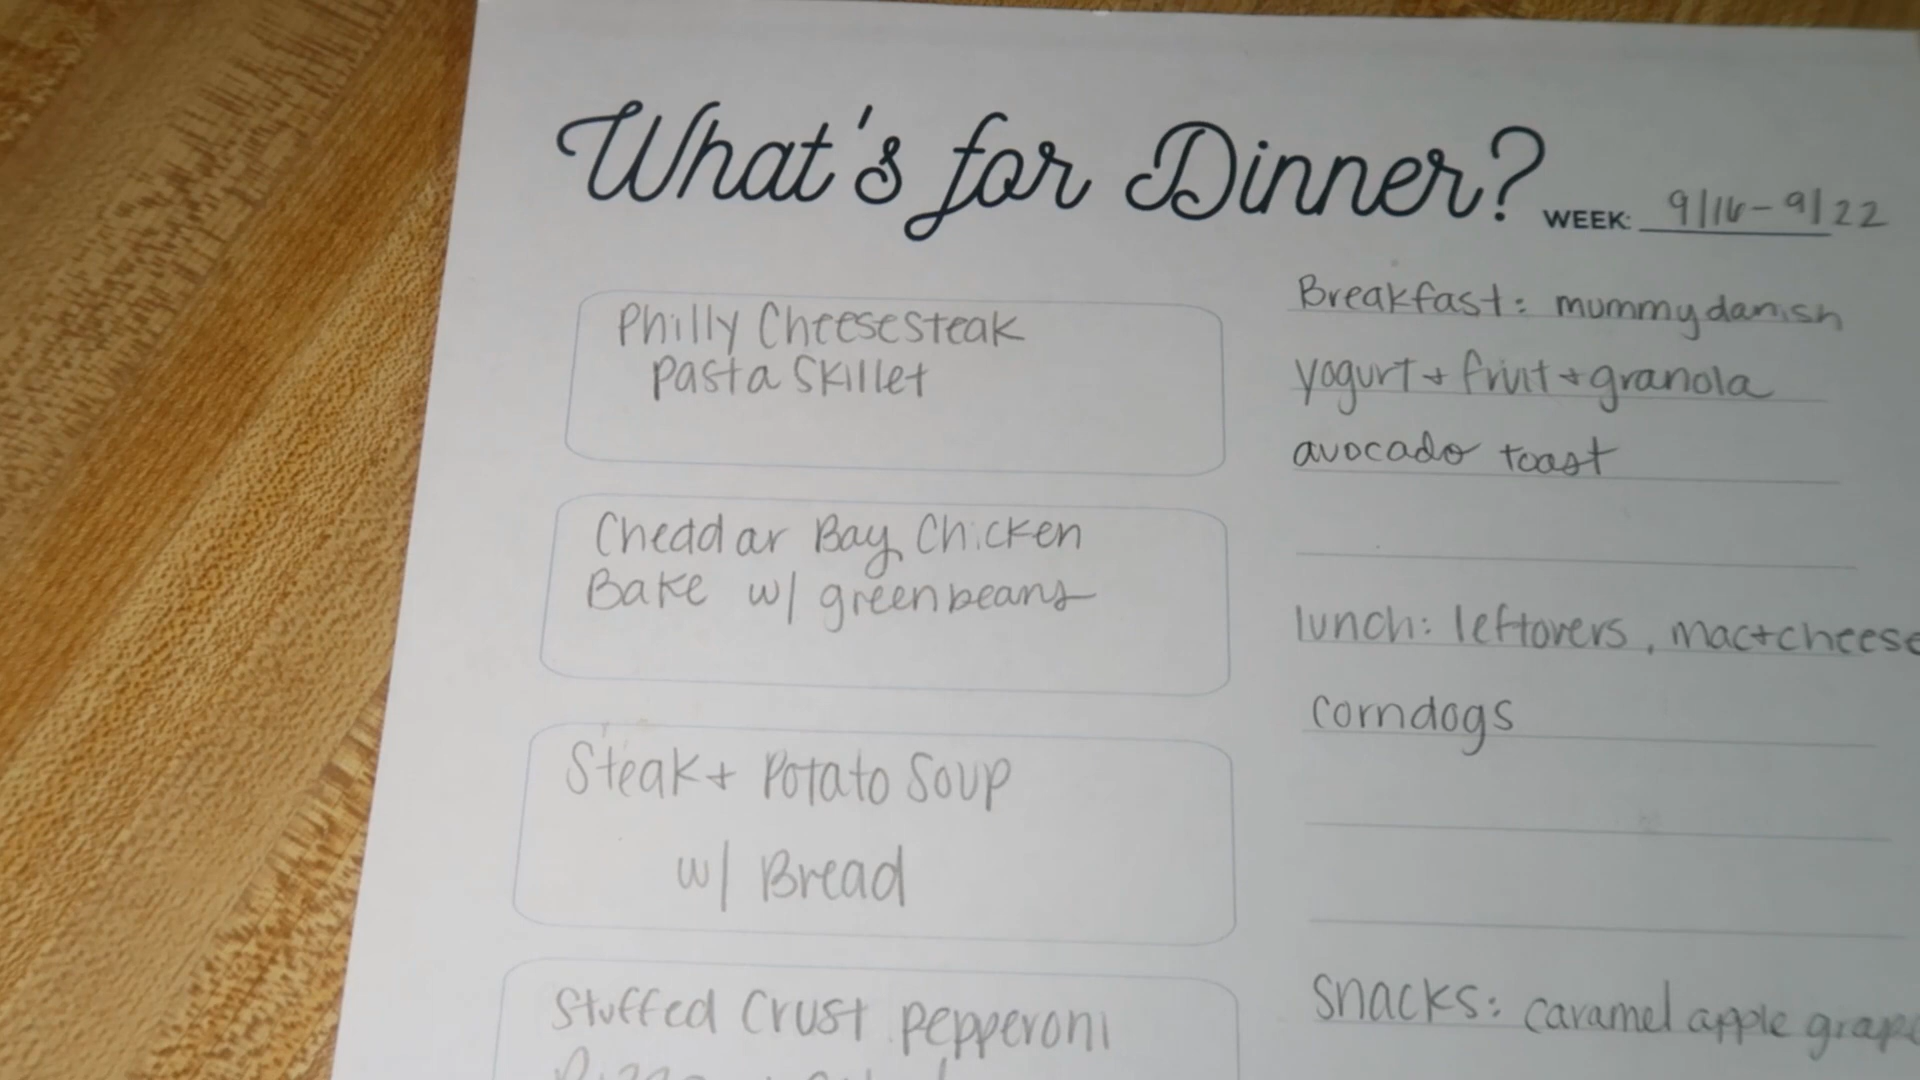 What's for Dinner?
WEEK: 9/16-9/22
Philly Cheesesteak
Pasta Skillet
Cheddar Bay Chicken
Bake w/ greenbeans
Steak + Potato Soup
w/ Bread
Stuffed Crust pepperoni
Breakfast: mummy danish
yogurt + fruit + granola
avocado toast
lunch: leftovers, mac+cheese
corndogs
snacks: caramel apple